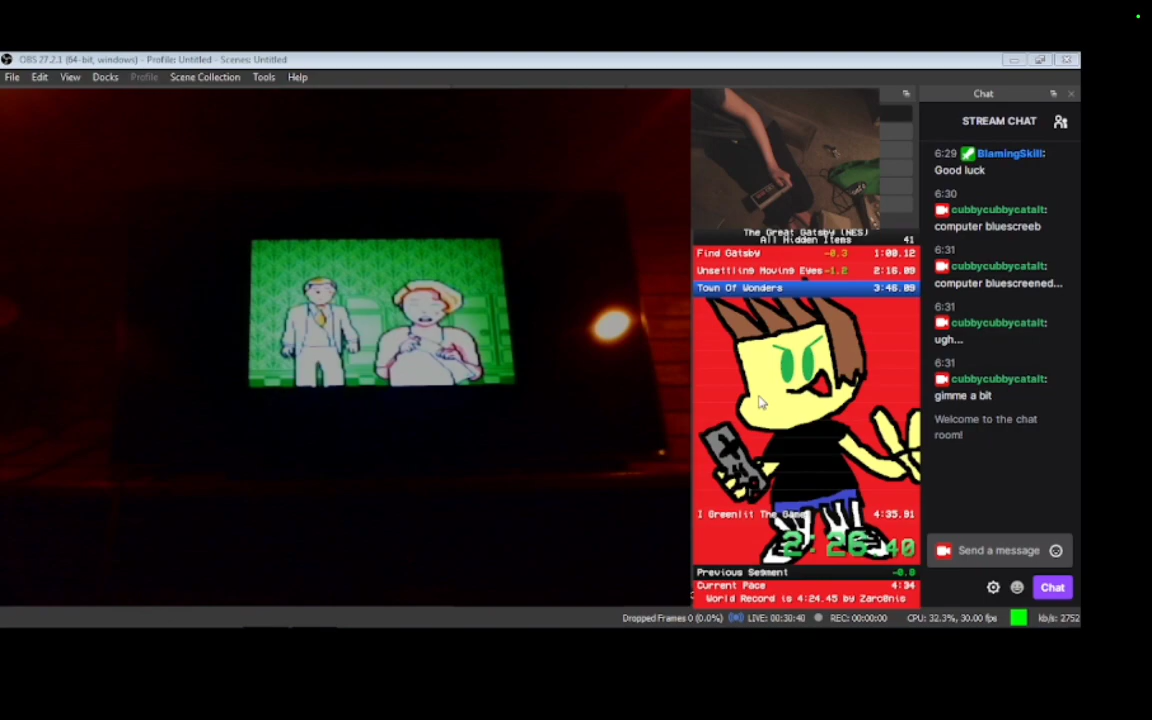 OBS 27.2.1 (64-bit, windows) - Profile: Untitled - Scenes: Untitled
File Edit View Docks Profile Scene Collection Tools Help
The Great Gatsby (NES)
All Hidden Items 41
Find Gatsby -0.3 1:00.12
Unsettling Moving Eyes -1.2 2:16.09
Town Of Wonders 3:46.09
I Greenlit The Game 4:35.91
2:26.40
Previous Segment -0.8
Current Pace 4:34
World Record is 4:24.45 by Zarc0nis
Chat
STREAM CHAT
6:29 BlamingSkill:
Good luck
6:30
cubbycubbycatalt:
computer bluescreeb
6:31
cubbycubbycatalt:
computer bluescreened...
6:31
cubbycubbycatalt:
ugh...
6:31
cubbycubbycatalt:
gimme a bit
Welcome to the chat
room!
Send a message
Chat
Dropped Frames 0 (0.0%) LIVE: 00:30:40 REC: 00:00:00 CPU: 32.3%, 30.00 fps kb/s: 2752